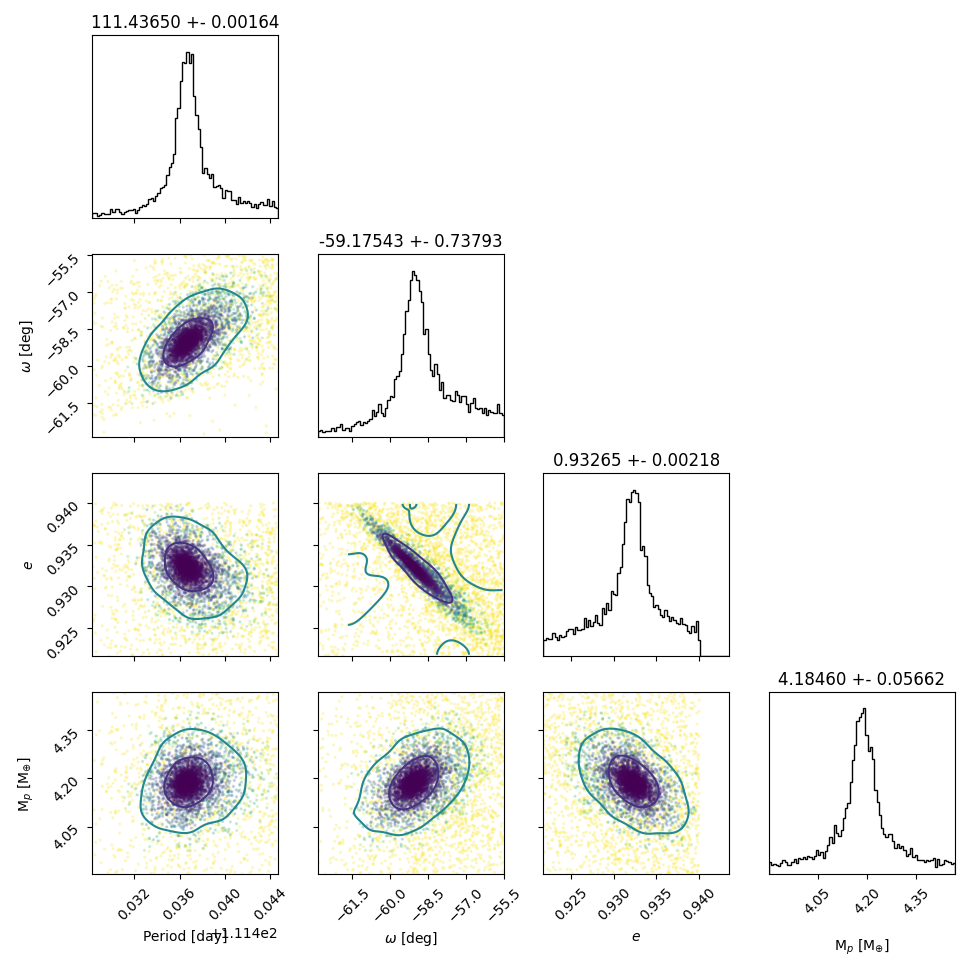 111.43650 +- 0.00164
-59.17543 +- 0.73793
−55.5
−57.0
−58.5
−60.0
−61.5
ω [deg]
0.93265 +- 0.00218
0.940
0.935
0.930
0.925
e
4.18460 +- 0.05662
4.35
4.20
4.05
Mₚ [M⊕]
0.032 0.036 0.040 0.044 −61.5 −60.0 −58.5 −57.0 −55.5 0.925 0.930 0.935 0.940 4.05 4.20 4.35
Period [day] +1.114e2 ω [deg] e Mₚ [M⊕]